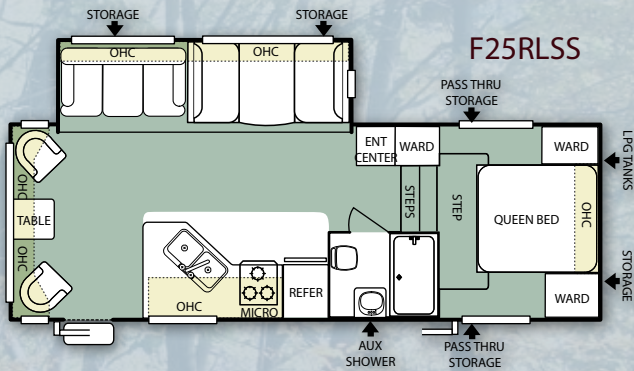 STORAGE
STORAGE
F25RLSS
OHC
OHC
PASS THRU
STORAGE
ENT
CENTER
WARD
WARD
LPG TANKS
OHC
TABLE
OHC
STEPS
STEP
QUEEN BED
OHC
OHC
MICRO
REFER
WARD
STORAGE
AUX
SHOWER
PASS THRU
STORAGE